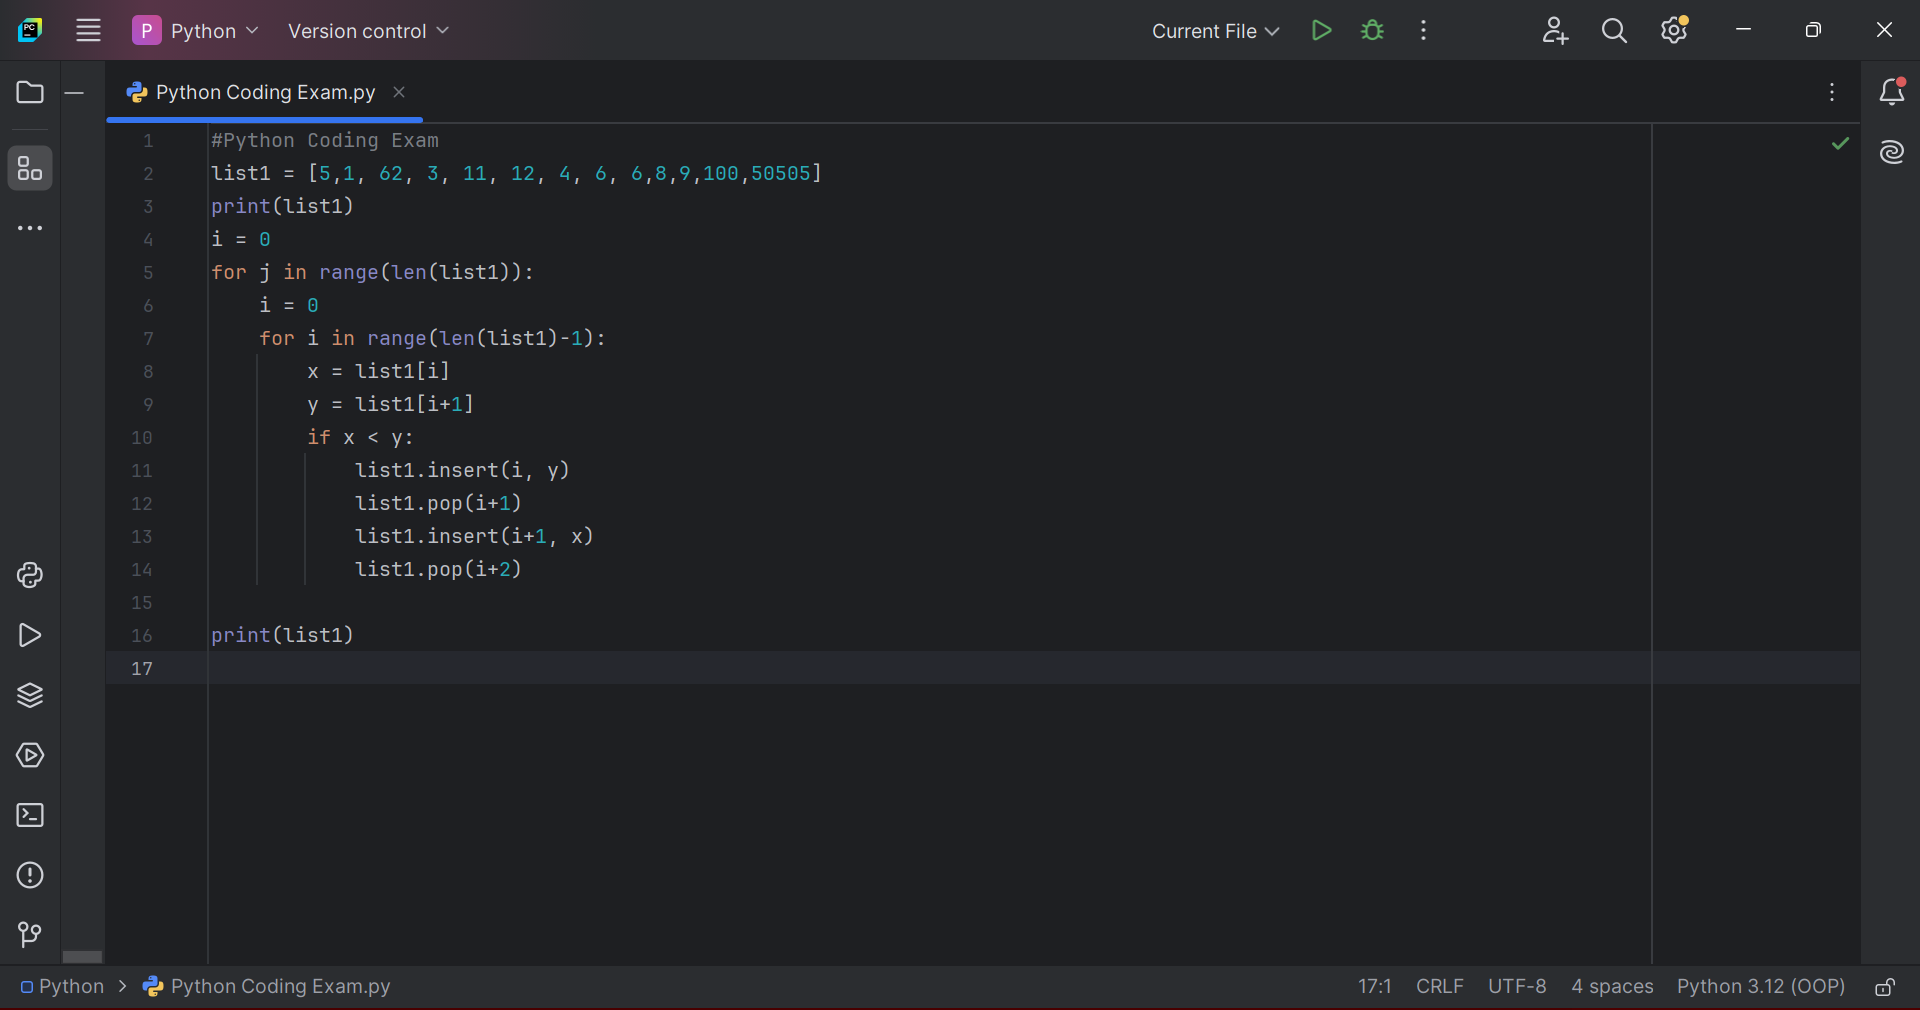 PC
P Python Version control Current File
Python Coding Exam.py
1 #Python Coding Exam
2 list1 = [5,1, 62, 3, 11, 12, 4, 6, 6,8,9,100,50505]
3 print(list1)
4 i = 0
5 for j in range(len(list1)):
6     i = 0
7     for i in range(len(list1)-1):
8         x = list1[i]
9         y = list1[i+1]
10         if x < y:
11             list1.insert(i, y)
12             list1.pop(i+1)
13             list1.insert(i+1, x)
14             list1.pop(i+2)
15
16 print(list1)
17
Python > Python Coding Exam.py 17:1 CRLF UTF-8 4 spaces Python 3.12 (OOP)